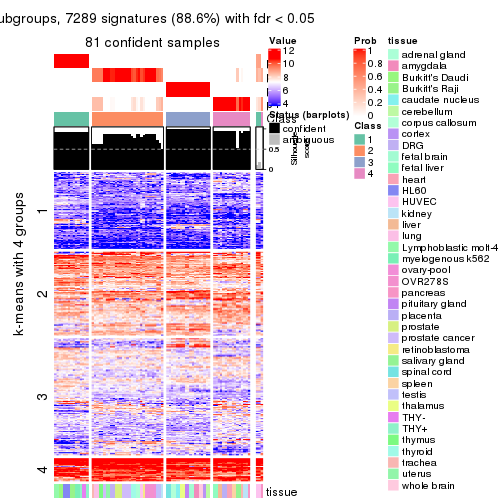 ubgroups, 7289 signatures (88.6%) with fdr < 0.05
81 confident samples
k-means with 4 groups
1
2
3
4
Class
0.5
0
Silhouette
score
tissue
Value
12
10
8
6
4
Status (barplots)
confident
ambiguous
Prob
1
0.8
0.6
0.4
0.2
0
Class
1
2
3
4
tissue
adrenal gland
amygdala
Burkitt's Daudi
Burkitt's Raji
caudate nucleus
cerebellum
corpus callosum
cortex
DRG
fetal brain
fetal liver
heart
HL60
HUVEC
kidney
liver
lung
Lymphoblastic molt-4
myelogenous k562
ovary-pool
OVR278S
pancreas
pituitary gland
placenta
prostate
prostate cancer
retinoblastoma
salivary gland
spinal cord
spleen
testis
thalamus
THY-
THY+
thymus
thyroid
trachea
uterus
whole brain